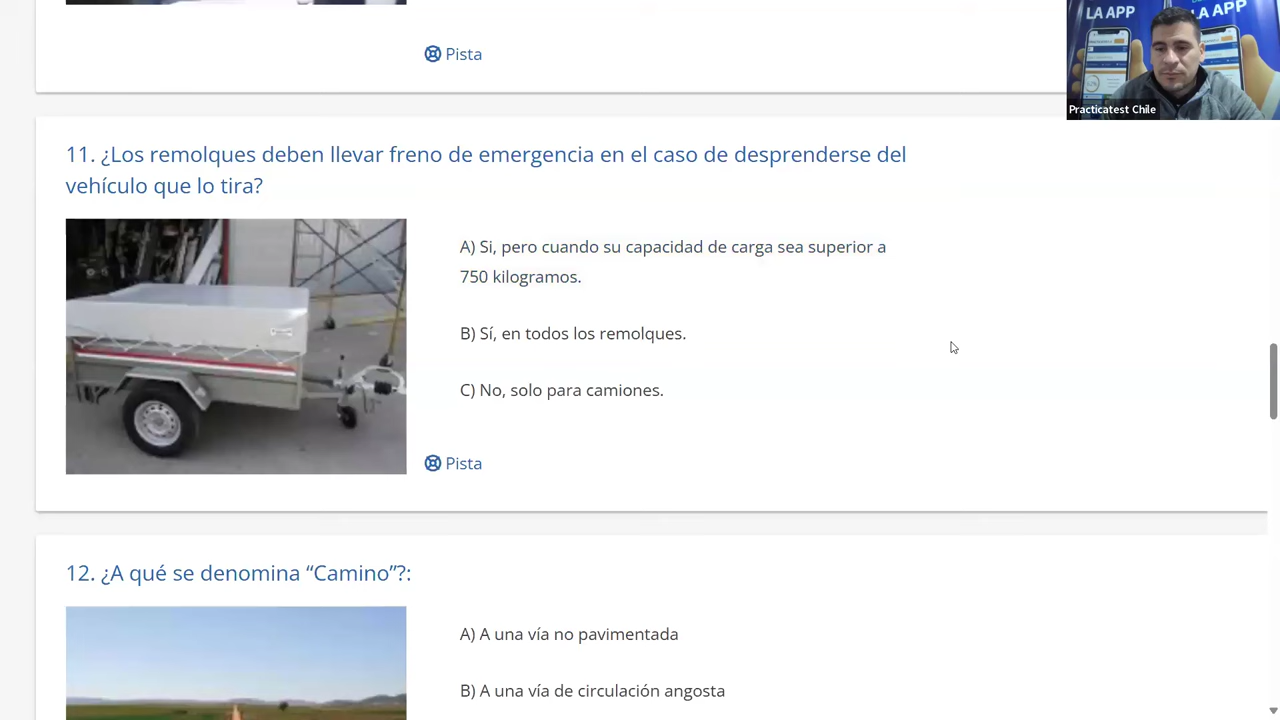 LA APP
LA APP
Practicatest Chile
Pista
11. ¿Los remolques deben llevar freno de emergencia en el caso de desprenderse del
vehículo que lo tira?
A) Si, pero cuando su capacidad de carga sea superior a
750 kilogramos.
B) Sí, en todos los remolques.
C) No, solo para camiones.
Pista
12. ¿A qué se denomina “Camino”?:
A) A una vía no pavimentada
B) A una vía de circulación angosta